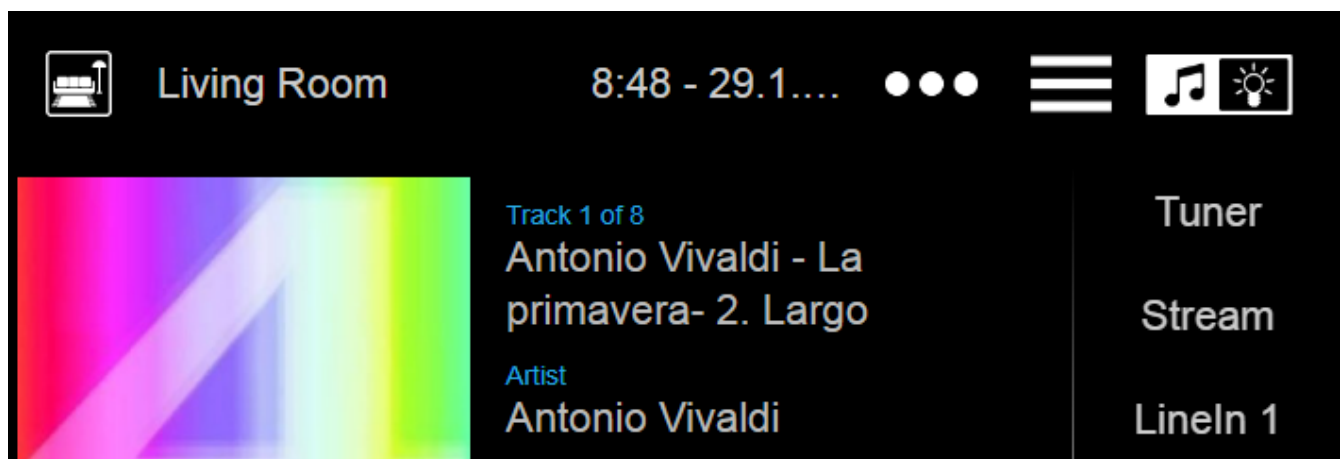 Living Room
8:48 - 29.1....
Track 1 of 8
Antonio Vivaldi - La
primavera- 2. Largo
Artist
Antonio Vivaldi
Tuner
Stream
LineIn 1